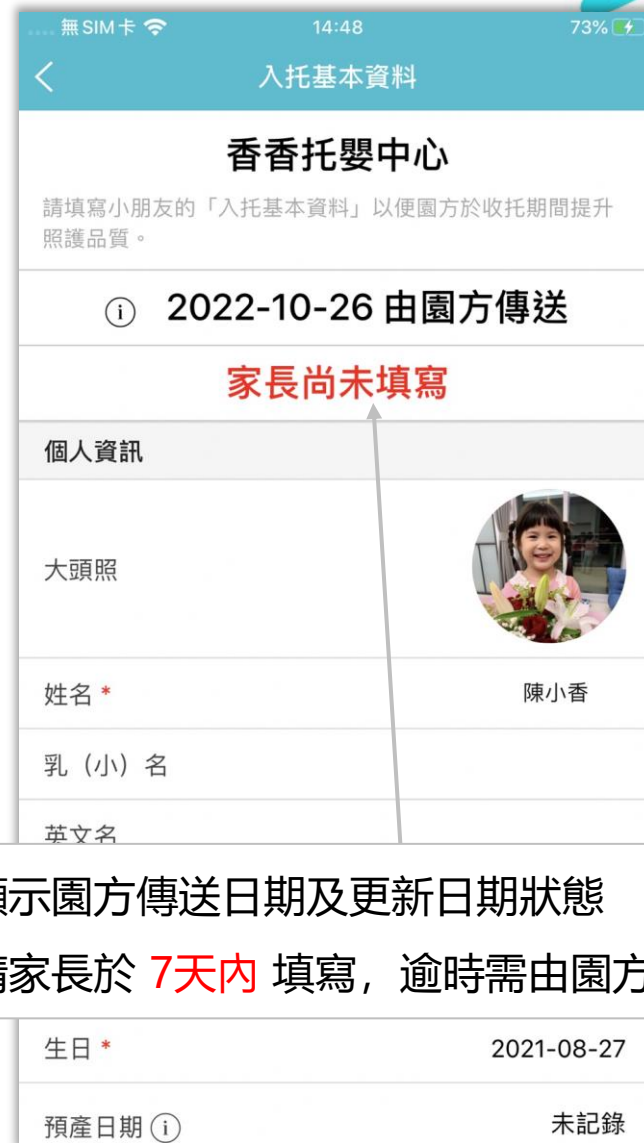 無SIM卡 14:48 73%
入托基本資料
香香托嬰中心
請填寫小朋友的「入托基本資料」以便園方於收托期間提升
照護品質。
2022-10-26 由園方傳送
家長尚未填寫
個人資訊
大頭照
姓名 * 陳小香
乳（小）名
英文名
示園方傳送日期及更新日期狀態
家長於 7天內 填寫，逾時需由園方
生日 * 2021-08-27
預產日期 未記錄